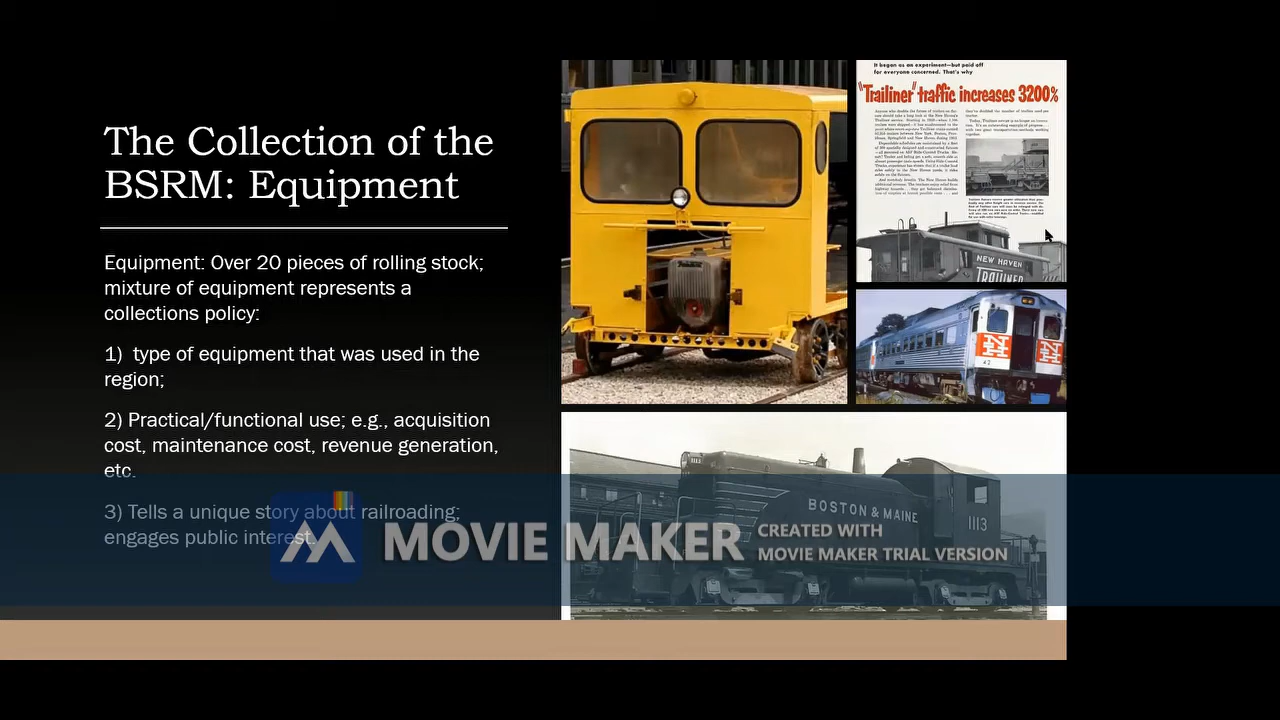 The Mystique of the
BSRM: Equipment
Equipment: Over 20 pieces of rolling stock;
mixture of equipment represents a
collections policy:
1) type of equipment that was used in the
region;
2) Practical/functional use; e.g., acquisition
cost, maintenance cost, revenue generation,
etc.
3) Tells a unique story about railroading;
engages public interest.
It began as an experiment—but paid off
for everyone concerned. That's why
"Trailiner" traffic increases 3200%
NEW HAVEN
TRAILINER
N
H
N
H
42
1113
BOSTON & MAINE
1113
MOVIE MAKER
CREATED WITH
MOVIE MAKER TRIAL VERSION